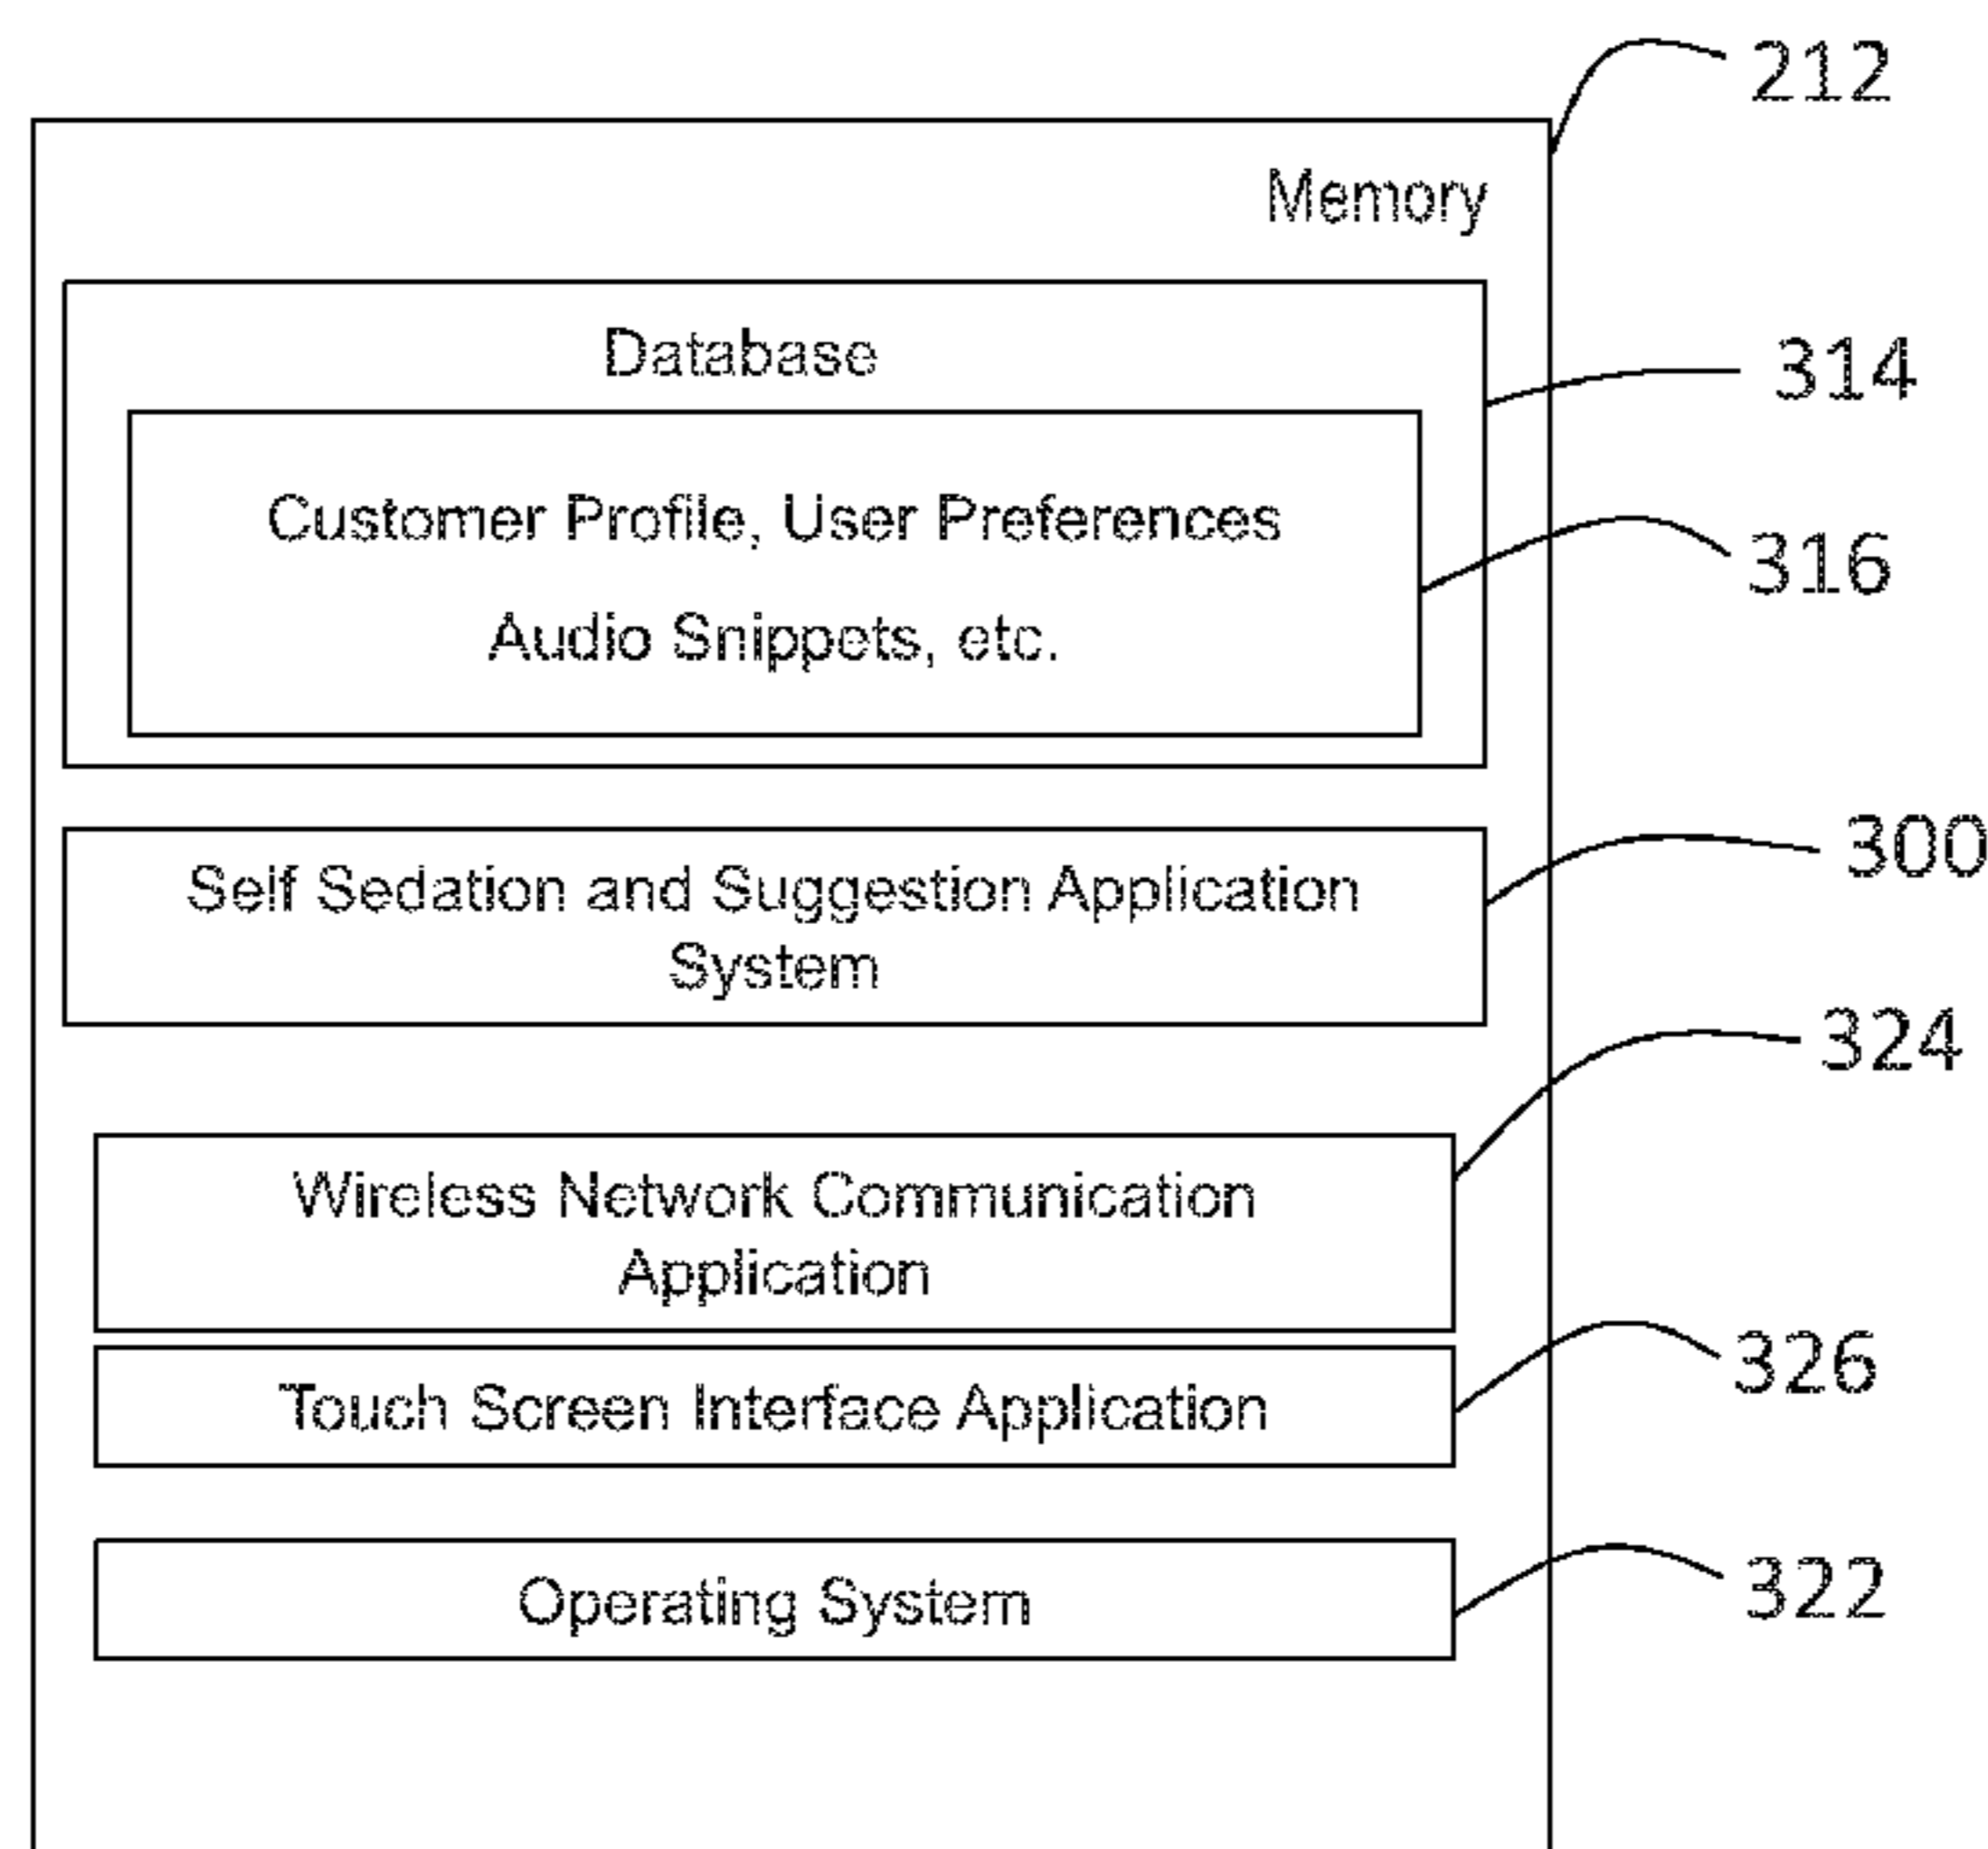 212
Memory
Database
314
Customer Profile, User Preferences
316
Audio Snippets, etc.
300
Self Sedation and Suggestion Application
System
324
Wireless Network Communication
Application
326
Touch Screen Interface Application
322
Operating System